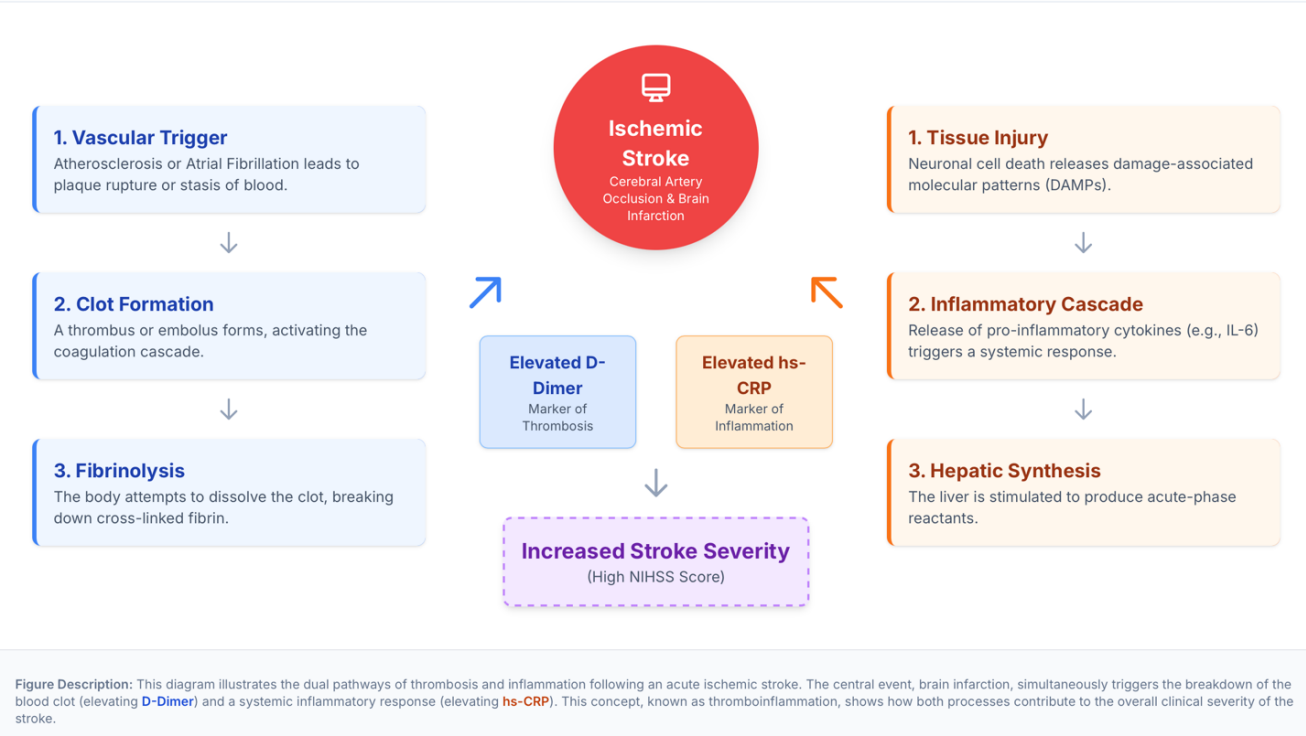 1. Vascular Trigger
Atherosclerosis or Atrial Fibrillation leads to
plaque rupture or stasis of blood.
2. Clot Formation
A thrombus or embolus forms, activating the
coagulation cascade.
3. Fibrinolysis
The body attempts to dissolve the clot, breaking
down cross-linked fibrin.
Ischemic
Stroke
Cerebral Artery
Occlusion & Brain
Infarction
Elevated D-
Dimer
Marker of
Thrombosis
Elevated hs-
CRP
Marker of
Inflammation
Increased Stroke Severity
(High NIHSS Score)
1. Tissue Injury
Neuronal cell death releases damage-associated
molecular patterns (DAMPs).
2. Inflammatory Cascade
Release of pro-inflammatory cytokines (e.g., IL-6)
triggers a systemic response.
3. Hepatic Synthesis
The liver is stimulated to produce acute-phase
reactants.
Figure Description: This diagram illustrates the dual pathways of thrombosis and inflammation following an acute ischemic stroke. The central event, brain infarction, simultaneously triggers the breakdown of the
blood clot (elevating D-Dimer) and a systemic inflammatory response (elevating hs-CRP). This concept, known as thromboinflammation, shows how both processes contribute to the overall clinical severity of the
stroke.